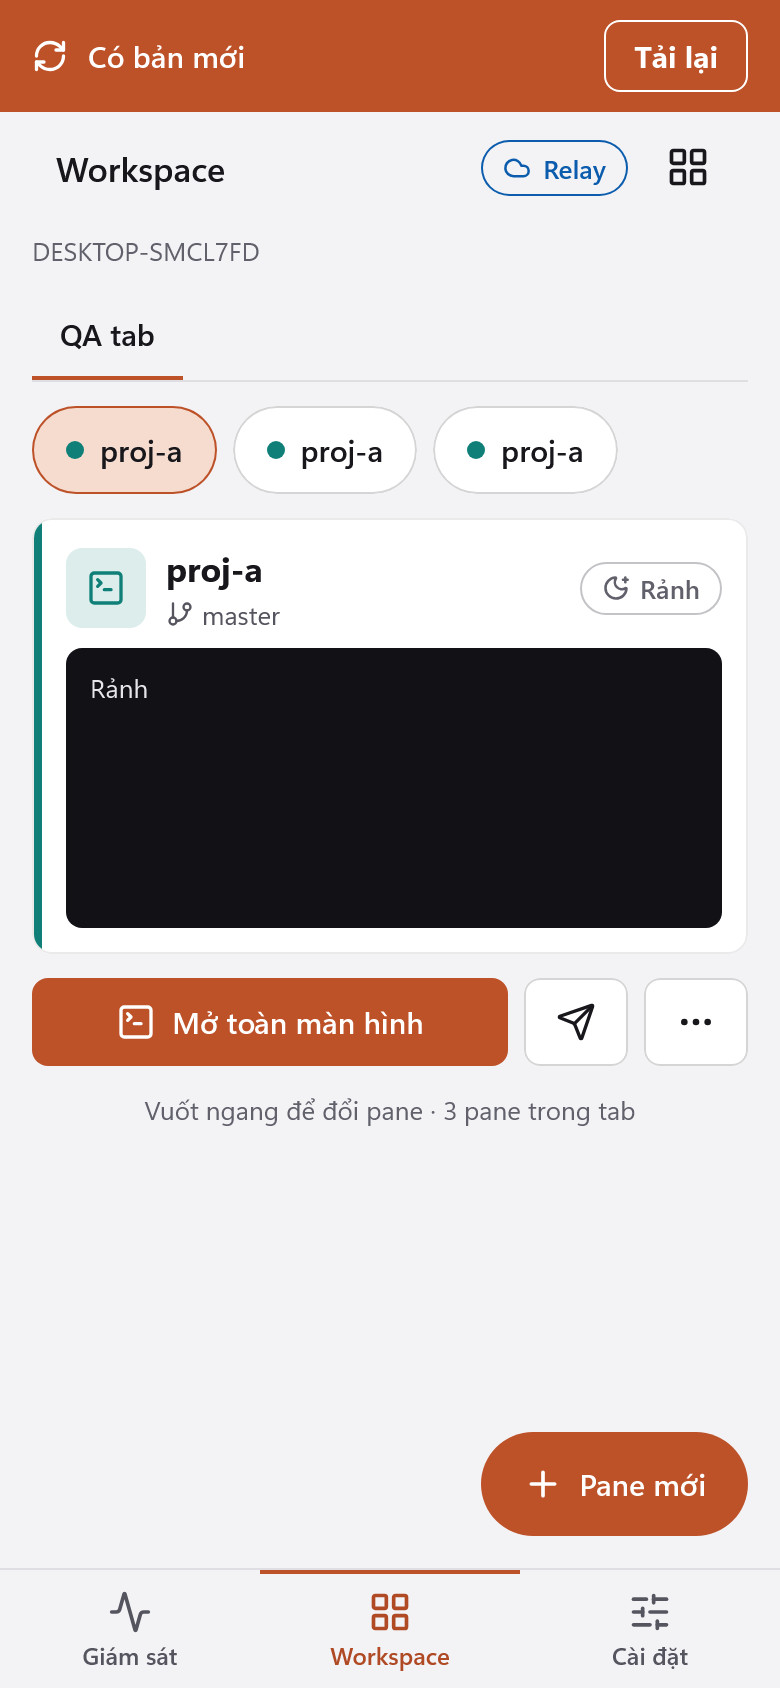 Có bản mới
Tải lại
Workspace
Relay
DESKTOP-SMCL7FD
QA tab
proj-a
proj-a
proj-a
proj-a
master
Rảnh
Rảnh
Mở toàn màn hình
Vuốt ngang để đổi pane · 3 pane trong tab
Pane mới
Giám sát
Workspace
Cài đặt